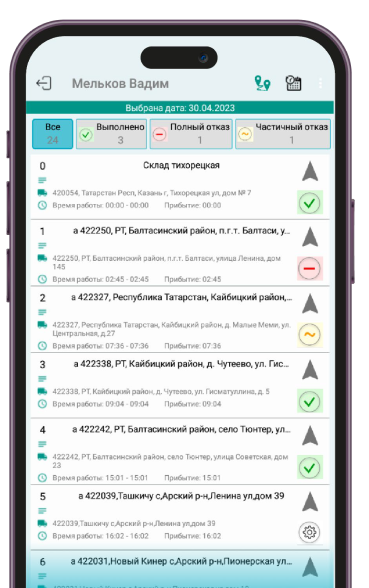 Мельков Вадим
Выбрана дата: 30.04.2023
Все
24
Выполнено
3
Полный отказ
1
Частичный отказ
1
0
Склад тихорецкая
420054, Татарстан Респ, Казань г, Тихорецкая ул, дом № 7
Время работы: 00:00 - 00:00 Прибытие: 00:00
1
а 422250, РТ, Балтасинский район, п.г.т. Балтаси, у...
422250, РТ, Балтасинский район, п.г.т. Балтаси, улица Ленина, дом
145
Время работы: 02:45 - 02:45 Прибытие: 02:45
2
а 422327, Республика Татарстан, Кайбицкий район,...
422327, Республика Татарстан, Кайбицкий район, д. Малые Меми, ул.
Центральная, д.27
Время работы: 07:36 - 07:36 Прибытие: 07:36
3
а 422338, РТ, Кайбицкий район, д. Чутеево, ул. Гис...
422338, РТ, Кайбицкий район, д. Чутеево, ул. Гисматуллина, д. 5
Время работы: 09:04 - 09:04 Прибытие: 09:04
4
а 422242, РТ, Балтасинский район, село Тюнтер, ул...
422242, РТ, Балтасинский район, село Тюнтер, улица Советская, дом
23
Время работы: 15:01 - 15:01 Прибытие: 15:01
5
а 422039,Ташкичу с,Арский р-н,Ленина ул,дом 39
422039,Ташкичу с,Арский р-н,Ленина ул,дом 39
Время работы: 16:02 - 16:02 Прибытие: 16:02
6
а 422031,Новый Кинер с,Арский р-н,Пионерская ул...